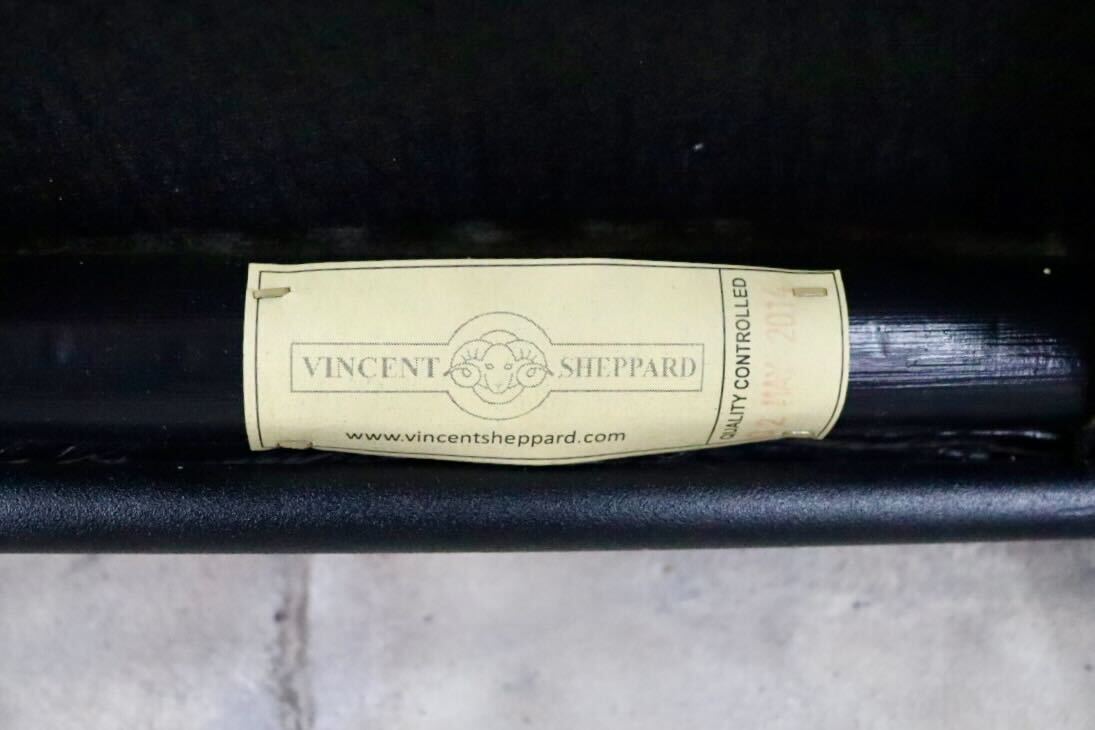 VINCENT SHEPPARD
www.vincentsheppard.com
QUALITY CONTROLLED
MAY 2014